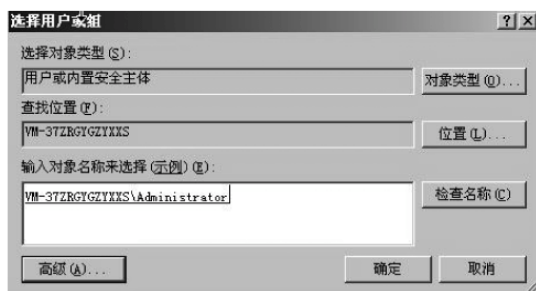 选择用户或组
选择对象类型(S):
用户或内置安全主体
对象类型(O)...
查找位置(F):
VM-37ZRGYGZYXXS
位置(L)...
输入对象名称来选择(示例)(E):
VM-37ZRGYGZYXXS\Administrator
检查名称(C)
高级(A)...
确定
取消